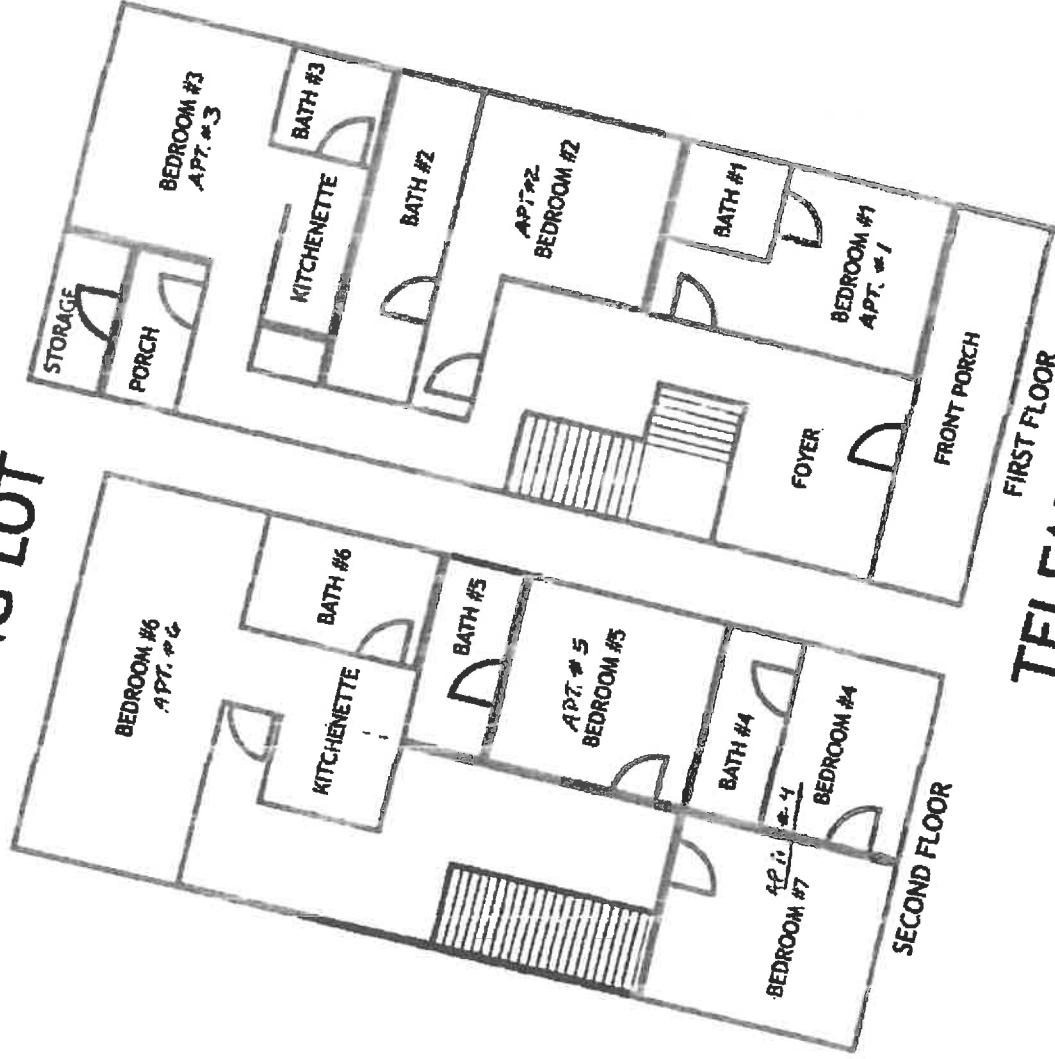 LOT
STORAGE
PORCH
BEDROOM #3
APT. #3
BATH #3
KITCHENETTE
BATH #2
APT #2
BEDROOM #2
BATH #1
BEDROOM #1
APT. #1
FOYER
FRONT PORCH
FIRST FLOOR
BEDROOM #6
APT. #6
BATH #6
KITCHENETTE
BATH #5
APT. #5
BEDROOM #5
BATH #4
BEDROOM #4
#4
BEDROOM #7
SECOND FLOOR